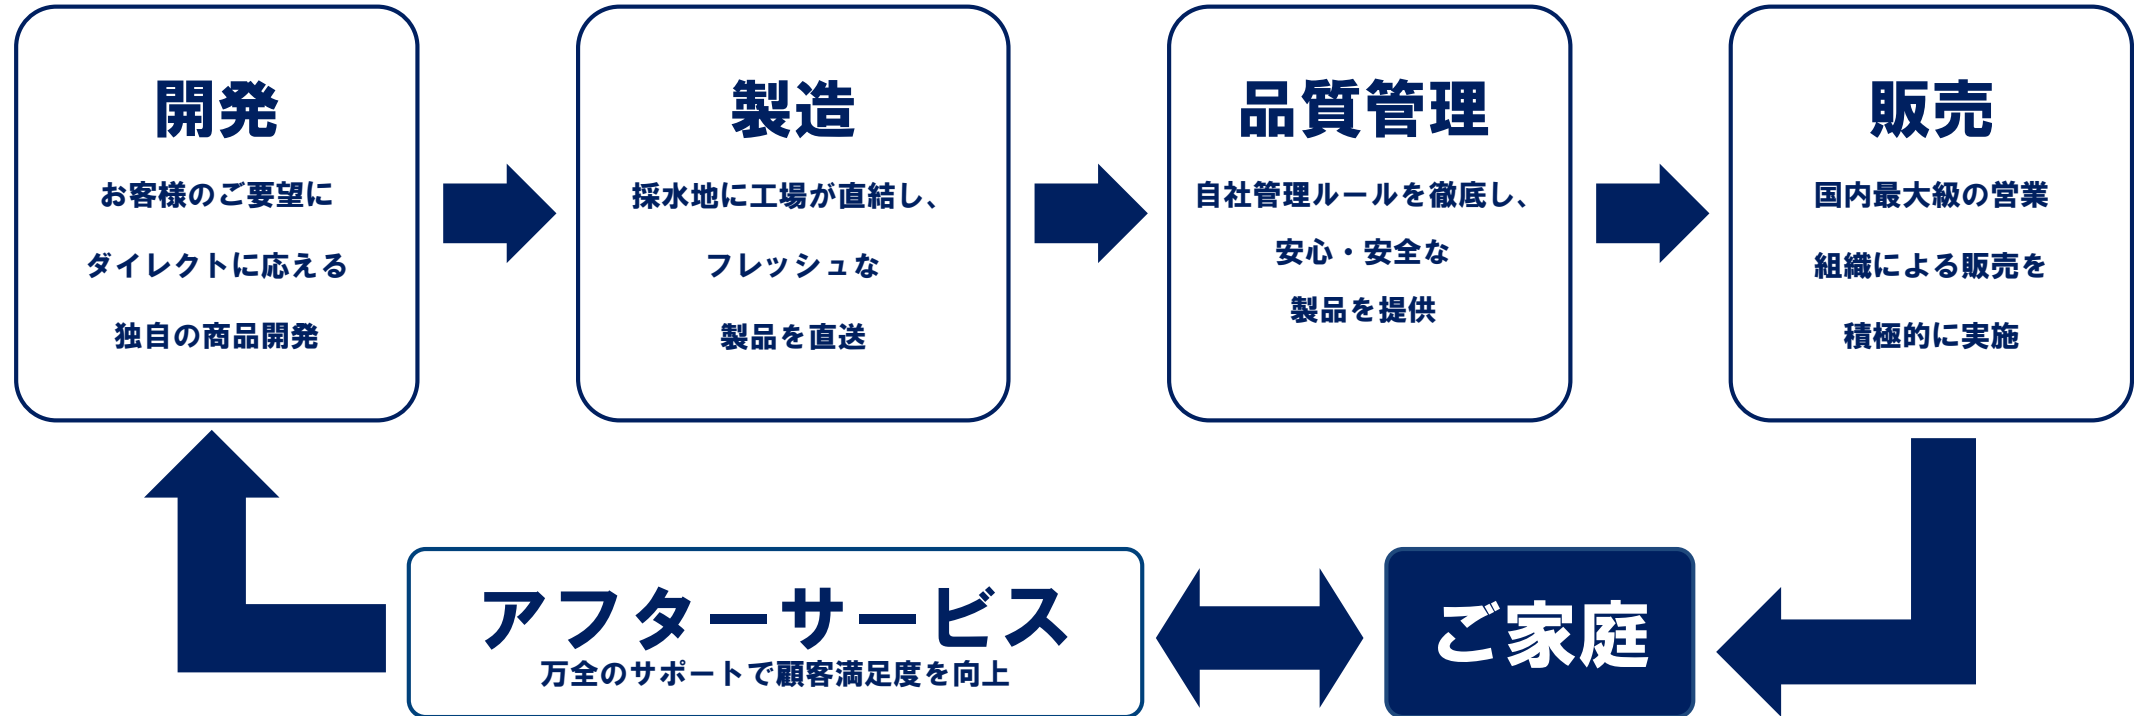 開発
お客様のご要望に
ダイレクトに応える
独自の商品開発
製造
採水地に工場が直結し、
フレッシュな
製品を直送
品質管理
自社管理ルールを徹底し、
安心・安全な
製品を提供
販売
国内最大級の営業
組織による販売を
積極的に実施
アフターサービス
万全のサポートで顧客満足度を向上
ご家庭